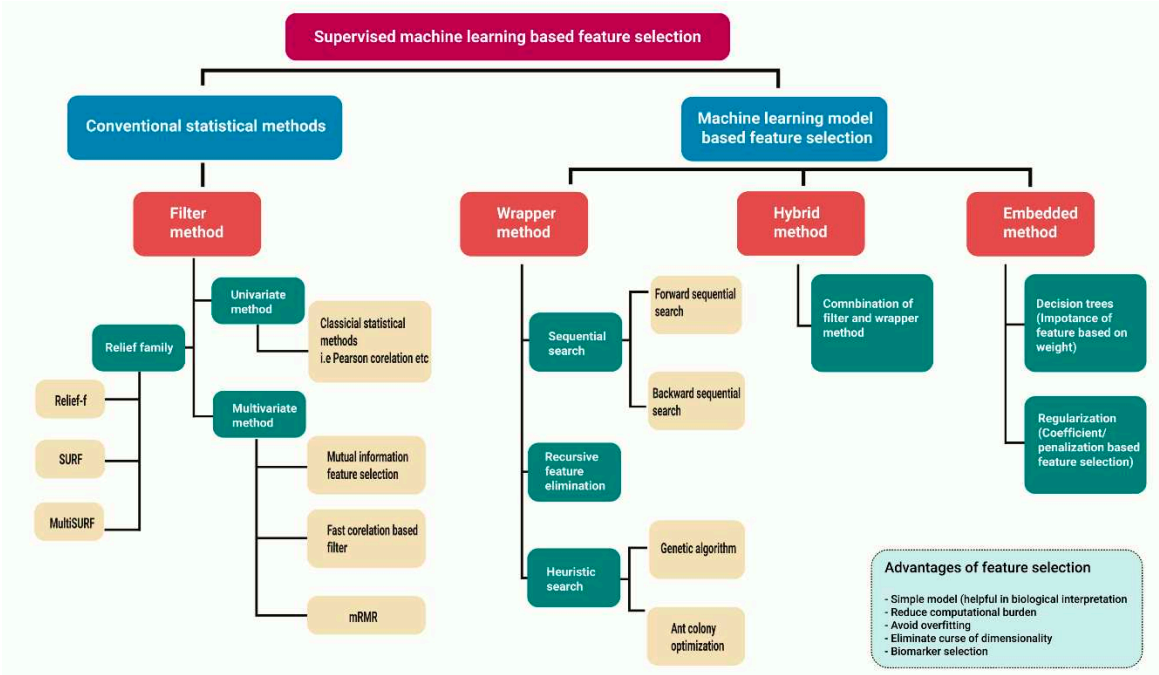 Supervised machine learning based feature selection
Conventional statistical methods
Machine learning model
based feature selection
Filter
method
Wrapper
method
Hybrid
method
Embedded
method
Univariate
method
Classicial statistical
methods
i.e Pearson corelation etc
Relief family
Relief-f
SURF
MultiSURF
Multivariate
method
Mutual information
feature selection
Fast corelation based
filter
mRMR
Sequential
search
Forward sequential
search
Backward sequential
search
Recursive
feature
elimination
Heuristic
search
Genetic algorithm
Ant colony
optimization
Comnbination of
filter and wrapper
method
Decision trees
(Impotance of
feature based on
weight)
Regularization
(Coefficient/
penalization based
feature selection)
Advantages of feature selection
- Simple model (helpful in biological interpretation
- Reduce computational burden
- Avoid overfitting
- Eliminate curse of dimensionality
- Biomarker selection